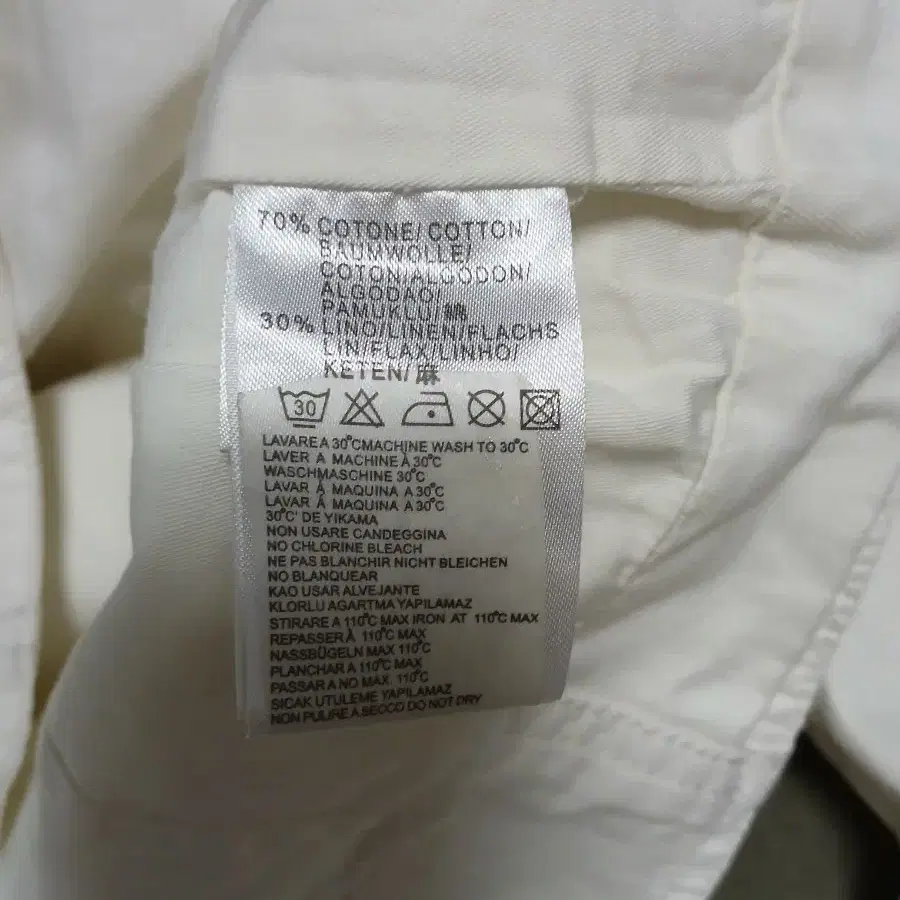 70% COTONE/ COTTON/
BAUMWOLLE/
COTON/ALGODON/
ALGODAO/
PAMUKLU/綿
30% LINO/LINEN/FLACHS
LIN/FLAX/LINHO/
KETEN/麻
30
LAVARE A 30°C MACHINE WASH TO 30°C
LAVER A MACHINE À 30°C
WASCHMASCHINE 30°C
LAVAR Á MAQUINA A 30°C
LAVAR Á MAQUINA A 30°C
30°C' DE YIKAMA
NON USARE CANDEGGINA
NO CHLORINE BLEACH
NE PAS BLANCHIR NICHT BLEICHEN
NO BLANQUEAR
KAO USAR ALVEJANTE
KLORLU AGARTMA YAPILAMAZ
STIRARE A 110°C MAX IRON AT 110°C MAX
REPASSER À 110°C MAX
NASSBÜGELN MAX 110°C
PLANCHAR A 110°C MAX
PASSAR A NO MAX. 110°C
SICAK UTULEME YAPILAMAZ
NON PULIRE A SECCO DO NOT DRY